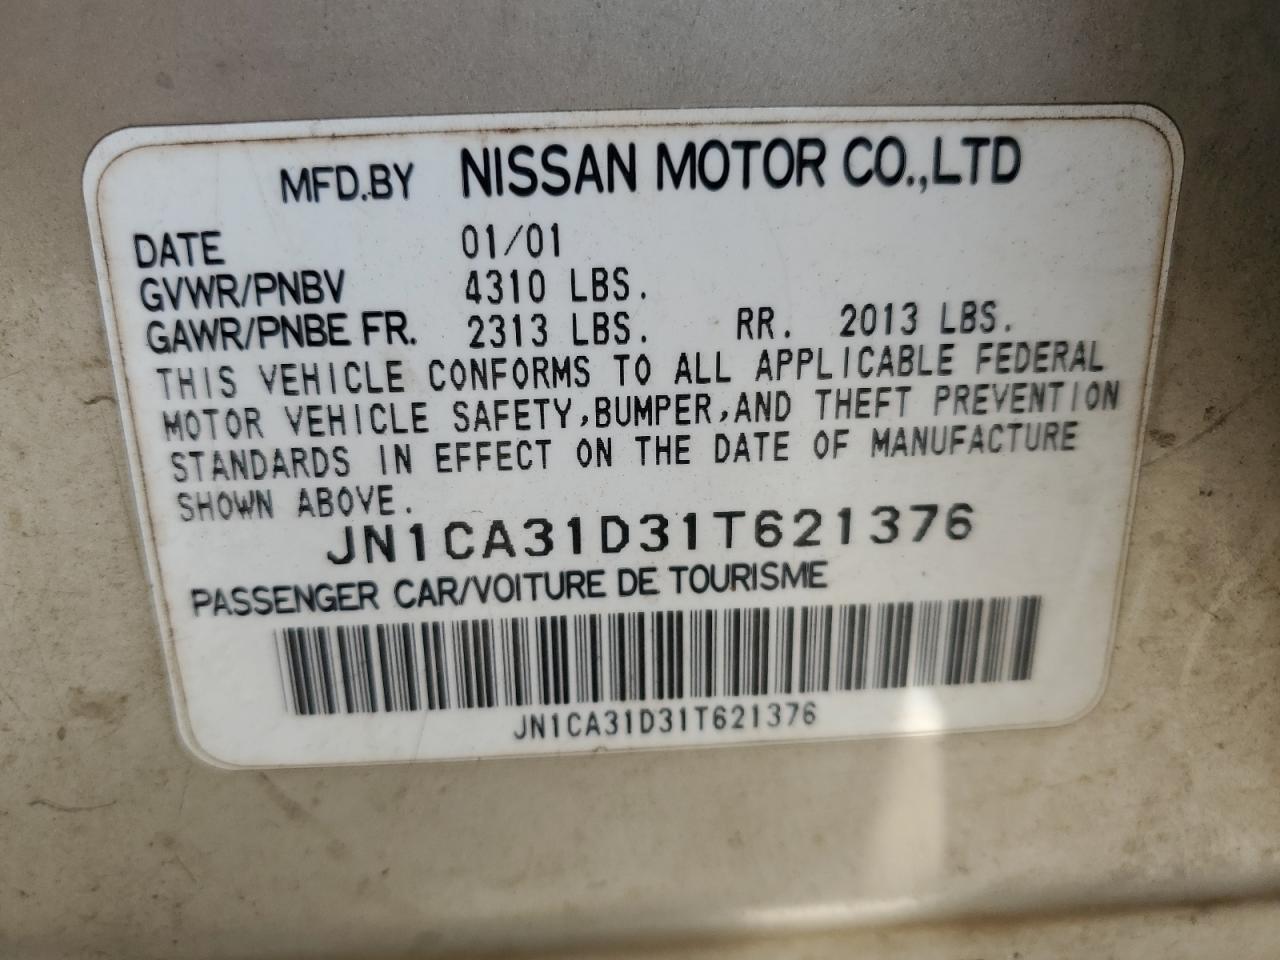 MFD.BY NISSAN MOTOR CO.,LTD
DATE 01/01
GVWR/PNBV 4310 LBS.
GAWR/PNBE FR. 2313 LBS. RR. 2013 LBS.
THIS VEHICLE CONFORMS TO ALL APPLICABLE FEDERAL
MOTOR VEHICLE SAFETY,BUMPER,AND THEFT PREVENTION
STANDARDS IN EFFECT ON THE DATE OF MANUFACTURE
SHOWN ABOVE.
JN1CA31D31T621376
PASSENGER CAR/VOITURE DE TOURISME
JN1CA31D31T621376